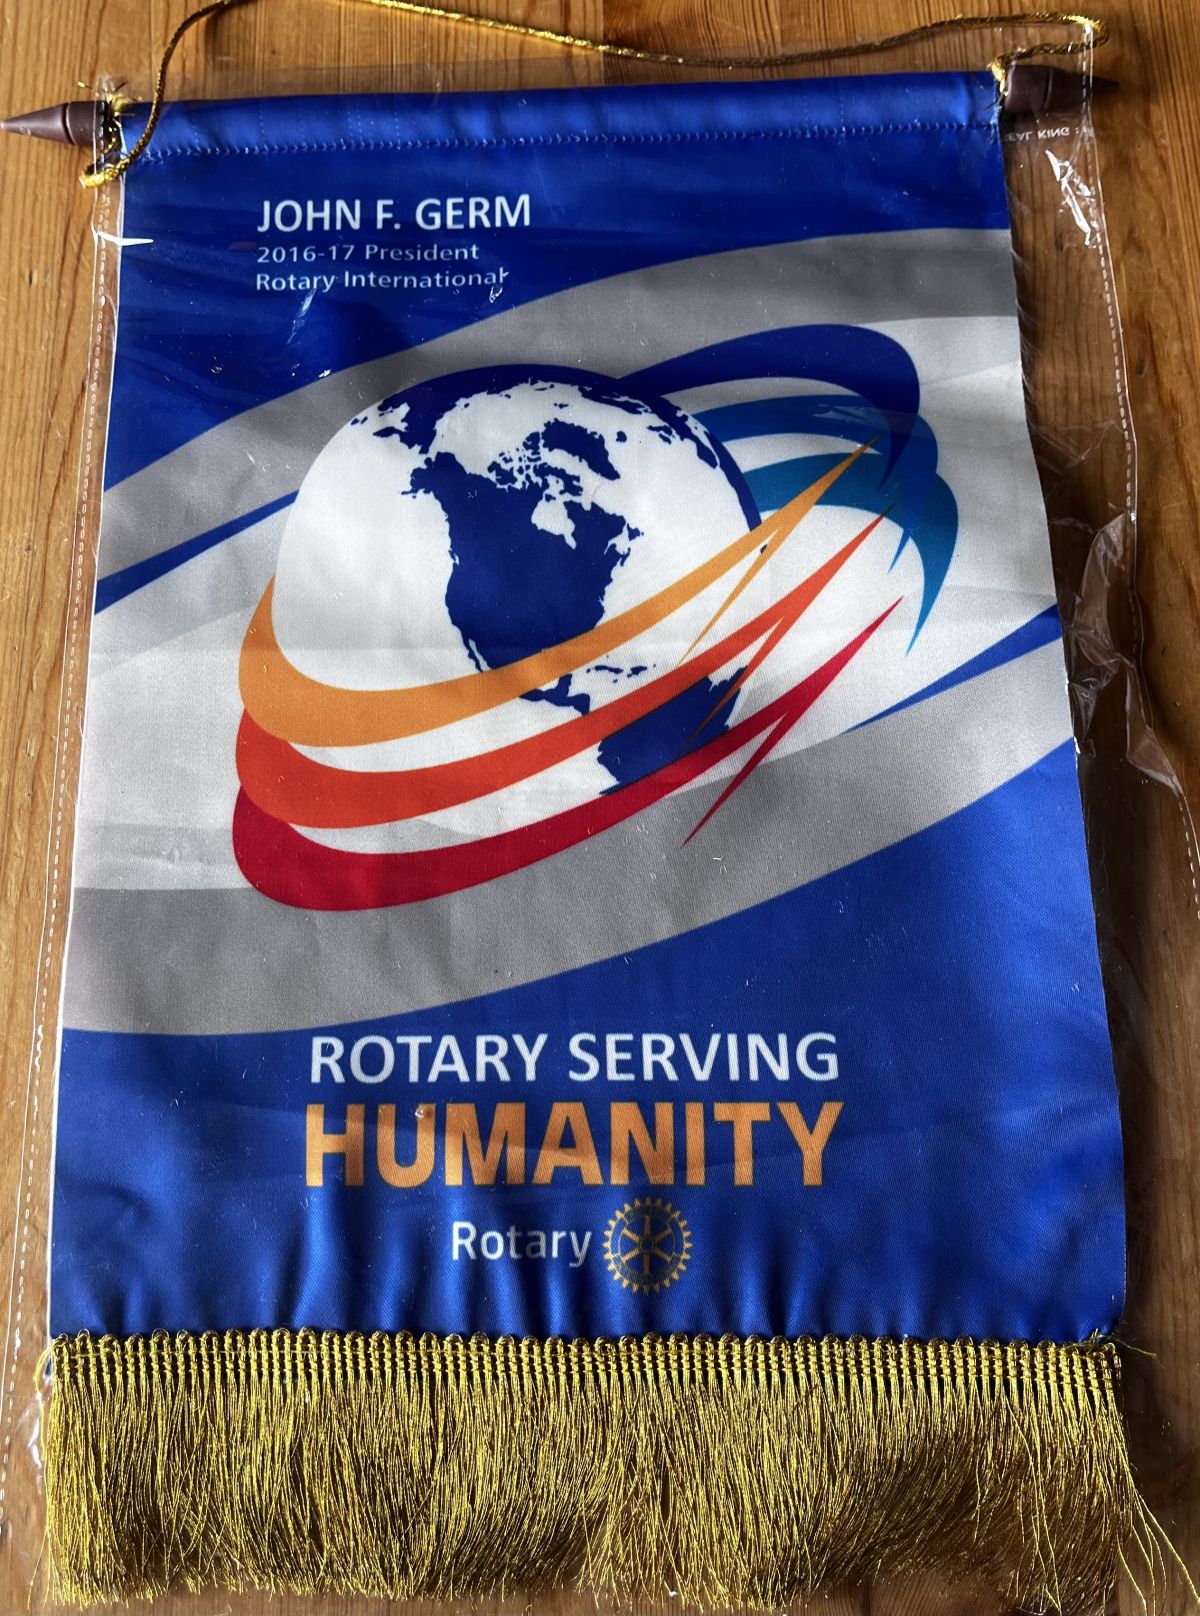 JOHN F. GERM
2016-17 President
Rotary International
ROTARY SERVING
HUMANITY
Rotary